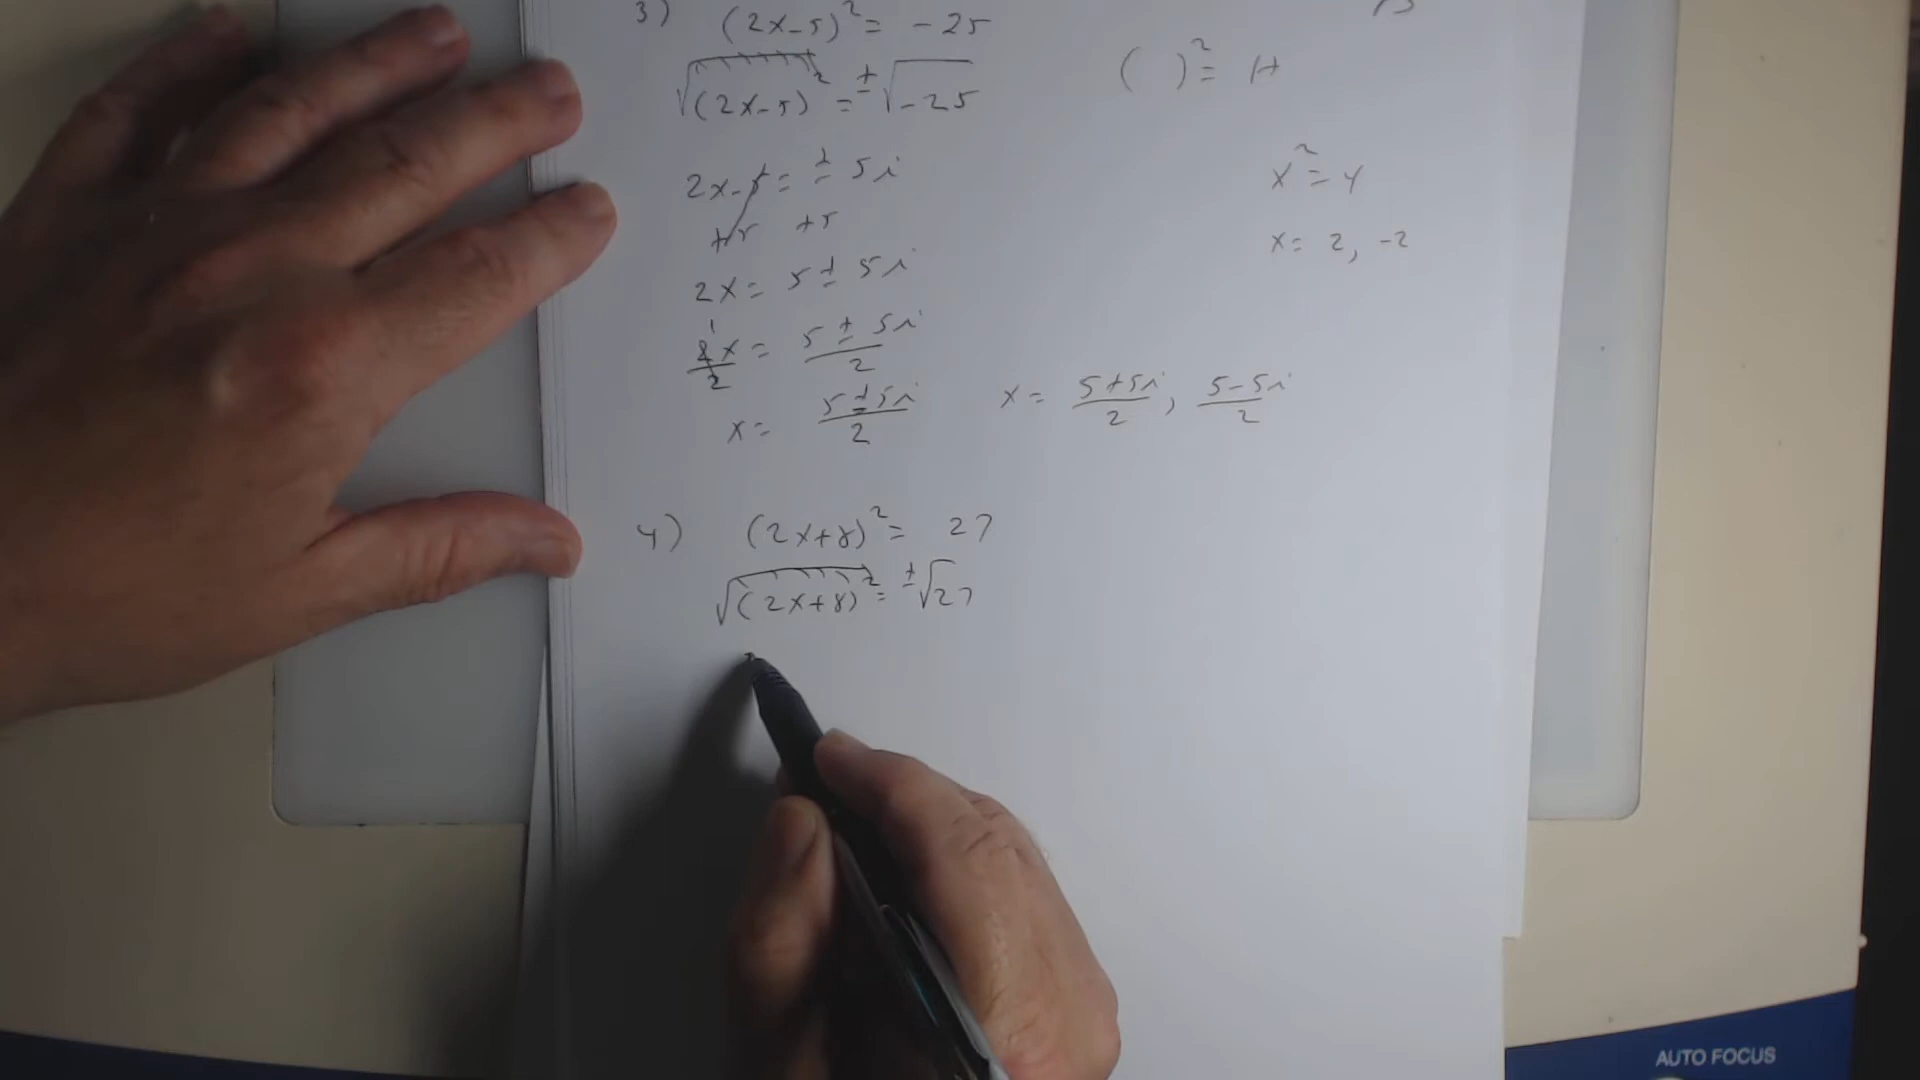 3) (2x-5)² = -25
√(2x-5)² = ±√-25
( )² = H
2x-5 = ± 5i
+5 +5
x² = 4
x = 2, -2
2x = 5 ± 5i
2x/2 = (5 ± 5i)/2
x = (5 ± 5i)/2
x = (5+5i)/2, (5-5i)/2
4) (2x+8)² = 27
√(2x+8)² = ±√27
AUTO FOCUS